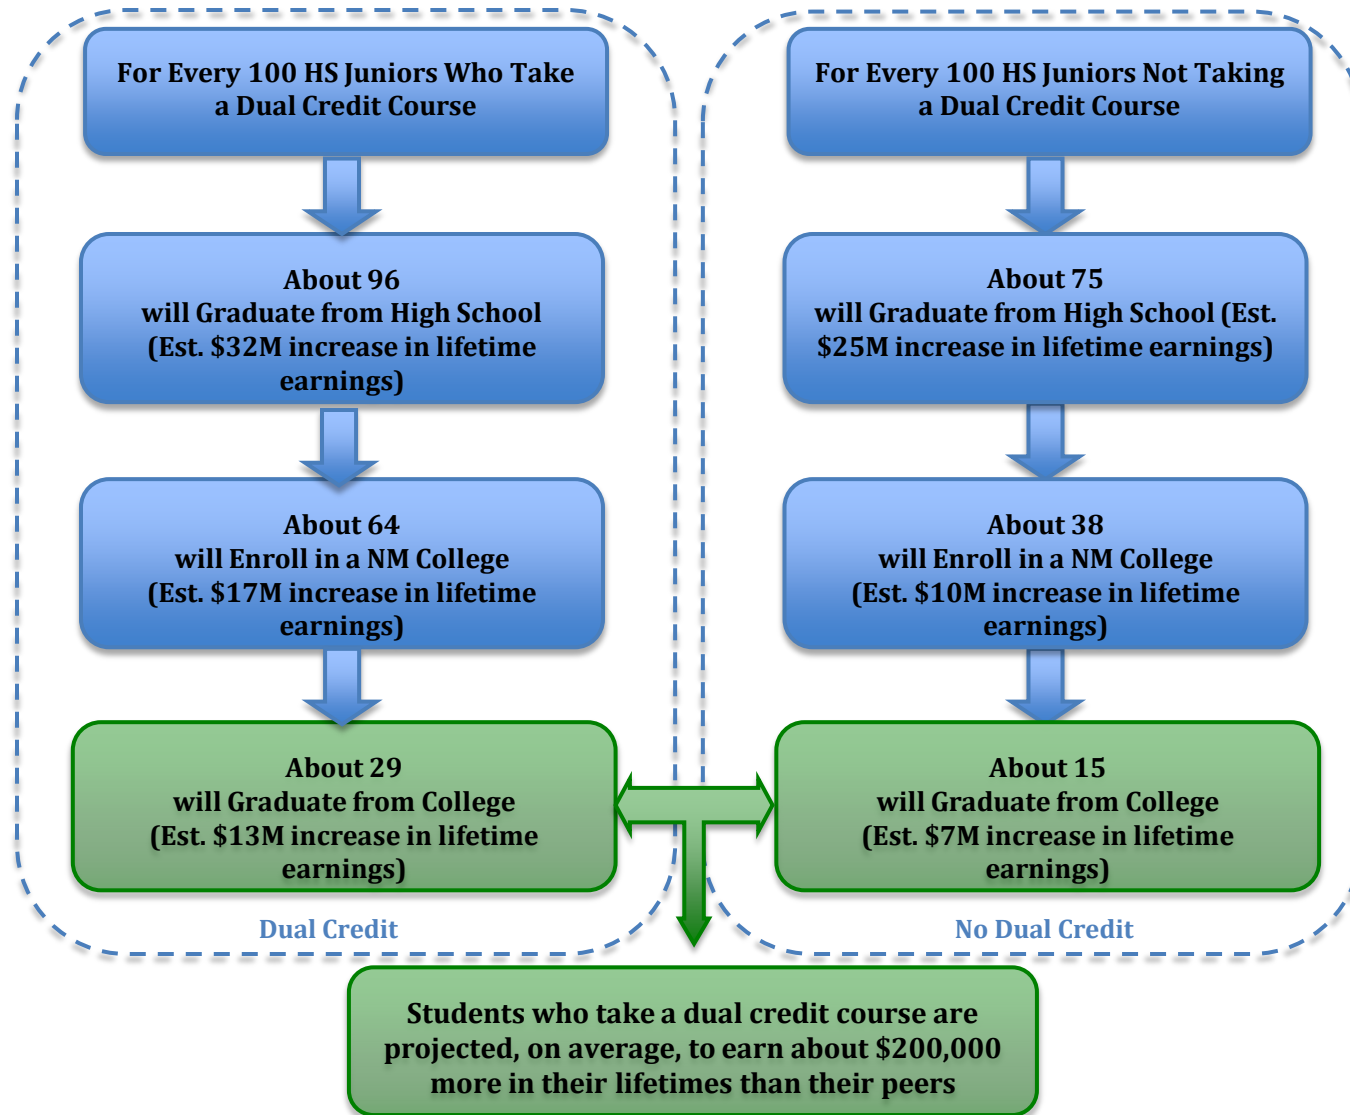 For Every 100 HS Juniors Who Take
a Dual Credit Course
About 96
will Graduate from High School
(Est. $32M increase in lifetime
earnings)
About 64
will Enroll in a NM College
(Est. $17M increase in lifetime
earnings)
About 29
will Graduate from College
(Est. $13M increase in lifetime
earnings)
Dual Credit
For Every 100 HS Juniors Not Taking
a Dual Credit Course
About 75
will Graduate from High School (Est.
$25M increase in lifetime earnings)
About 38
will Enroll in a NM College
(Est. $10M increase in lifetime
earnings)
About 15
will Graduate from College
(Est. $7M increase in lifetime
earnings)
No Dual Credit
Students who take a dual credit course are
projected, on average, to earn about $200,000
more in their lifetimes than their peers